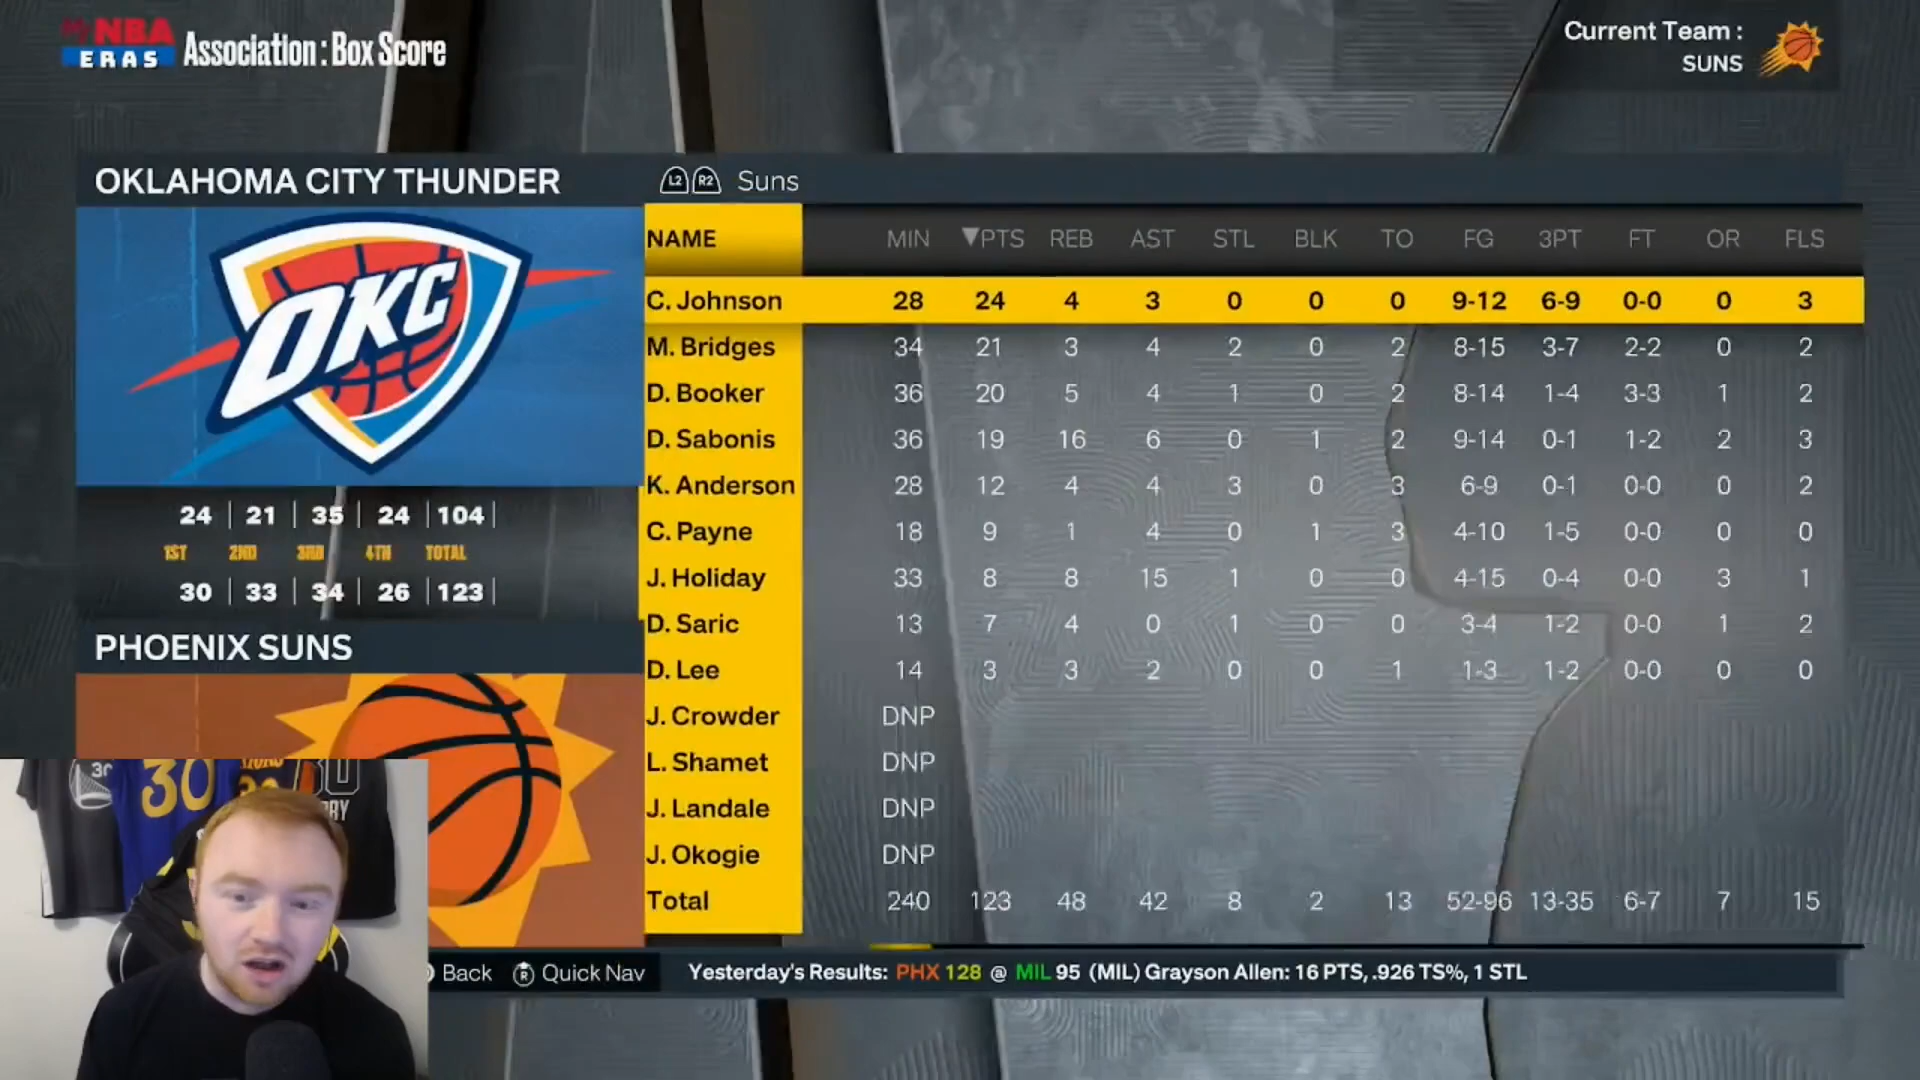 MyNBA
ERAS
Association : Box Score
Current Team :
SUNS
OKLAHOMA CITY THUNDER
OKC
24 | 21 | 35 | 24 | 104 |
1ST 2ND 3RD 4TH TOTAL
30 | 33 | 34 | 26 | 123 |
PHOENIX SUNS
L2 R2 Suns
NAME MIN ▼PTS REB AST STL BLK TO FG 3PT FT OR FLS
C. Johnson 28 24 4 3 0 0 0 9-12 6-9 0-0 0 3
M. Bridges 34 21 3 4 2 0 2 8-15 3-7 2-2 0 2
D. Booker 36 20 5 4 1 0 2 8-14 1-4 3-3 1 2
D. Sabonis 36 19 16 6 0 1 2 9-14 0-1 1-2 2 3
K. Anderson 28 12 4 4 3 0 3 6-9 0-1 0-0 0 2
C. Payne 18 9 1 4 0 1 3 4-10 1-5 0-0 0 0
J. Holiday 33 8 8 15 1 0 0 4-15 0-4 0-0 3 1
D. Saric 13 7 4 0 1 0 0 3-4 1-2 0-0 1 2
D. Lee 14 3 3 2 0 0 1 1-3 1-2 0-0 0 0
J. Crowder DNP
L. Shamet DNP
J. Landale DNP
J. Okogie DNP
Total 240 123 48 42 8 2 13 52-96 13-35 6-7 7 15
30
30
Back R Quick Nav
Yesterday's Results: PHX 128 @ MIL 95 (MIL) Grayson Allen: 16 PTS, .926 TS%, 1 STL